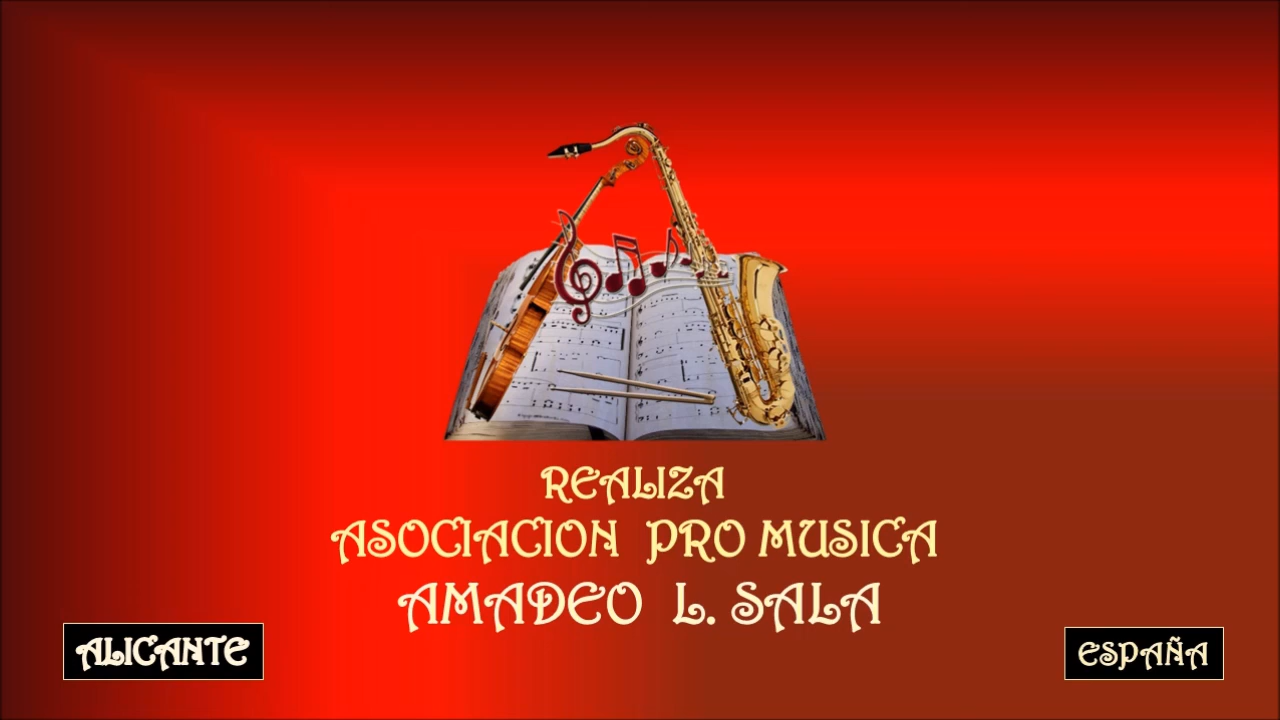 REALIZA
ASOCIACION PRO MUSICA
AMADEO L. SALA
ALICANTE
ESPAÑA